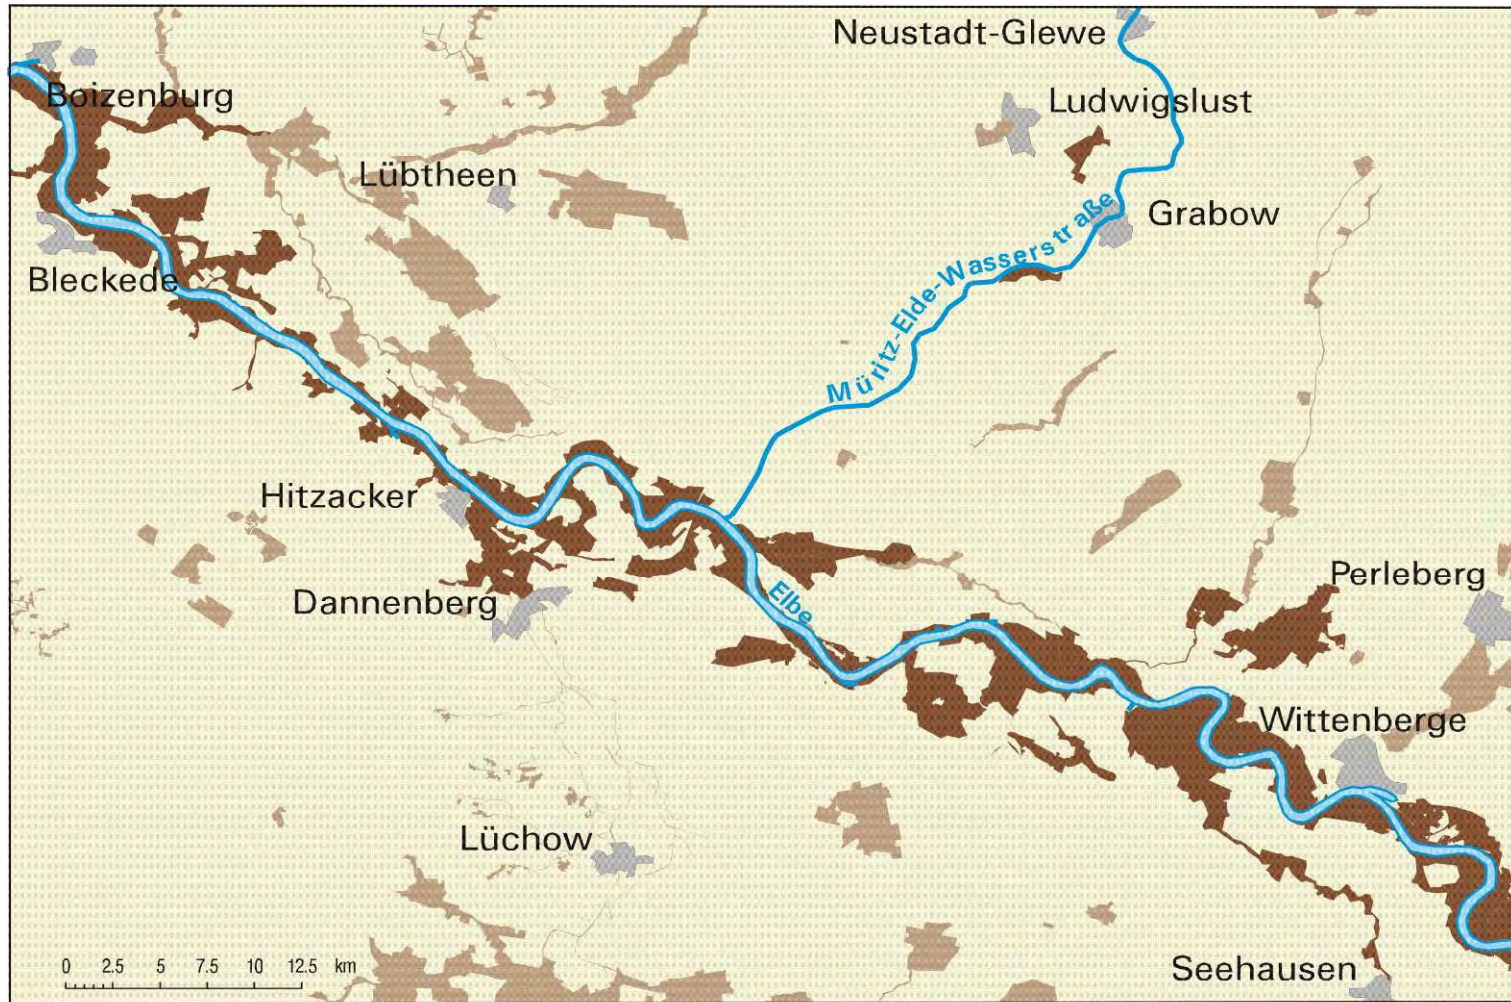 Neustadt-Glewe
Boizenburg
Ludwigslust
Lübtheen
Grabow
Müritz-Elde-Wasserstraße
Bleckede
Hitzacker
Perleberg
Dannenberg
Elbe
Wittenberge
Lüchow
0 2.5 5 7.5 10 12.5 km
Seehausen